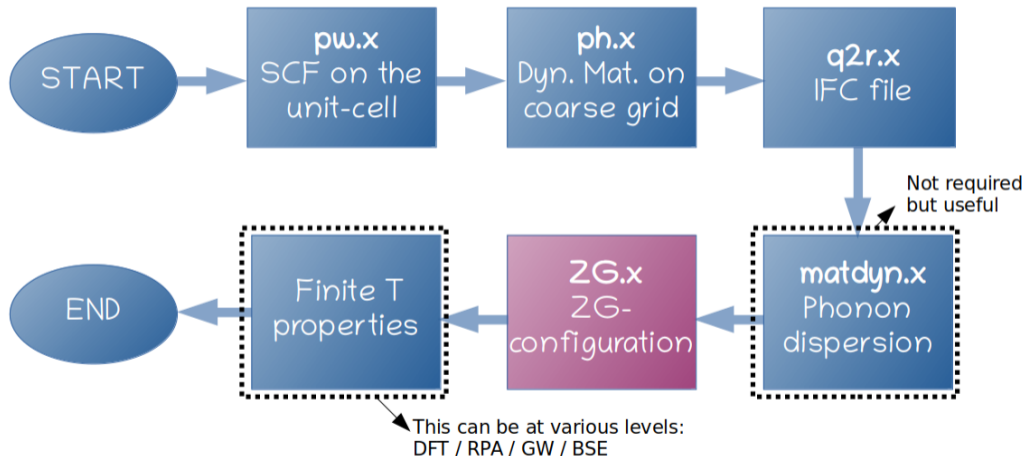 START
pw.x
SCF on the
unit-cell
ph.x
Dyn. Mat. on
coarse grid
q2r.x
IFC file
Not required
but useful
matdyn.x
Phonon
dispersion
ZG.x
ZG-
configuration
Finite T
properties
END
This can be at various levels:
DFT / RPA / GW / BSE